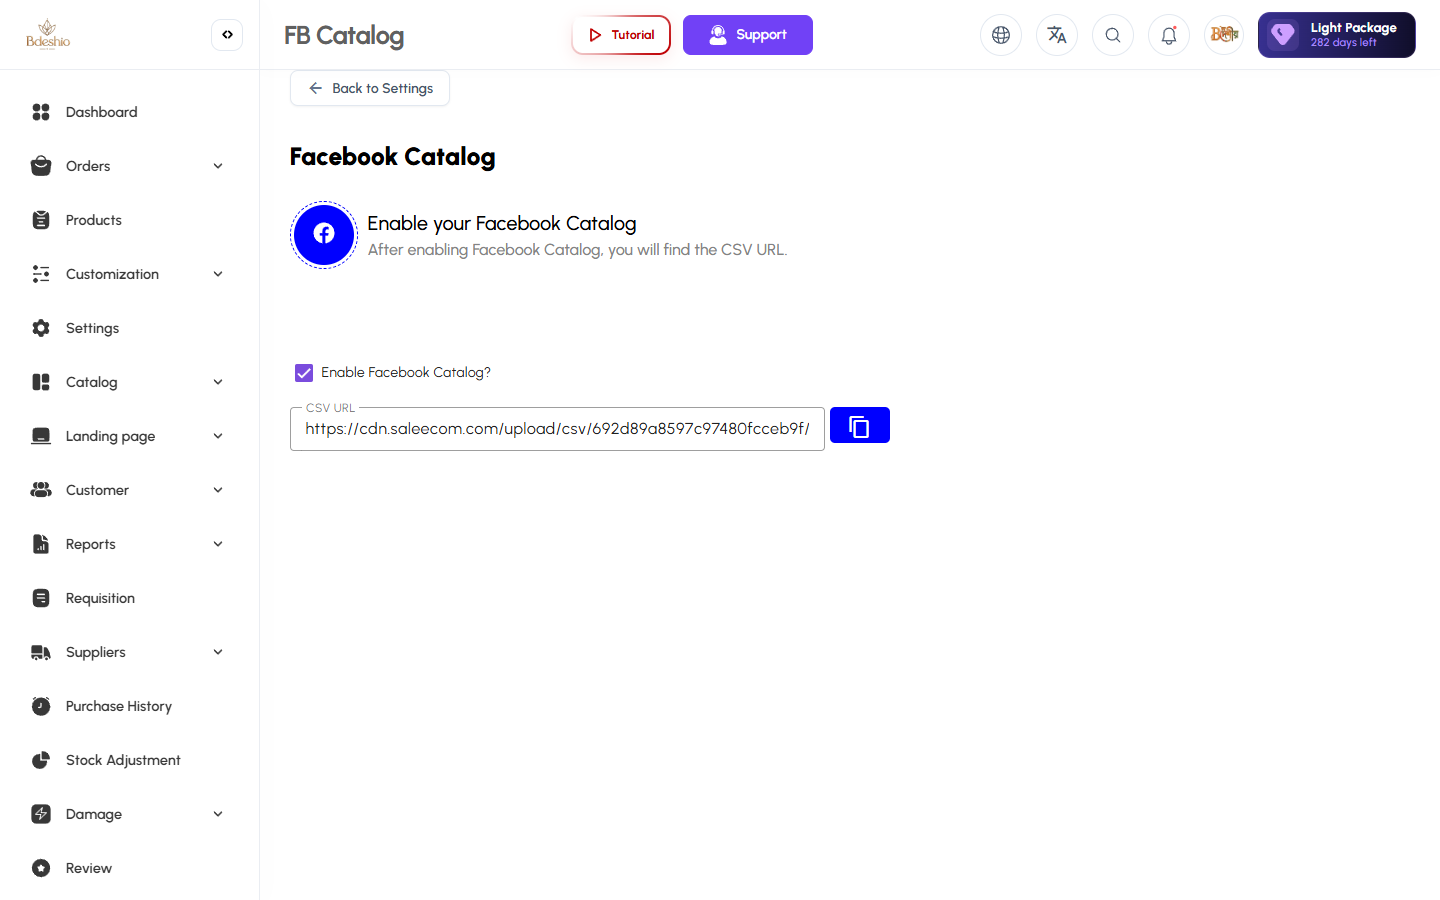 Bdeshio
FB Catalog
Tutorial
Support
Light Package
282 days left
Dashboard
Orders
Products
Customization
Settings
Catalog
Landing page
Customer
Reports
Requisition
Suppliers
Purchase History
Stock Adjustment
Damage
Review
Back to Settings
Facebook Catalog
Enable your Facebook Catalog
After enabling Facebook Catalog, you will find the CSV URL.
Enable Facebook Catalog?
CSV URL
https://cdn.saleecom.com/upload/csv/692d89a8597c97480fcceb9f/